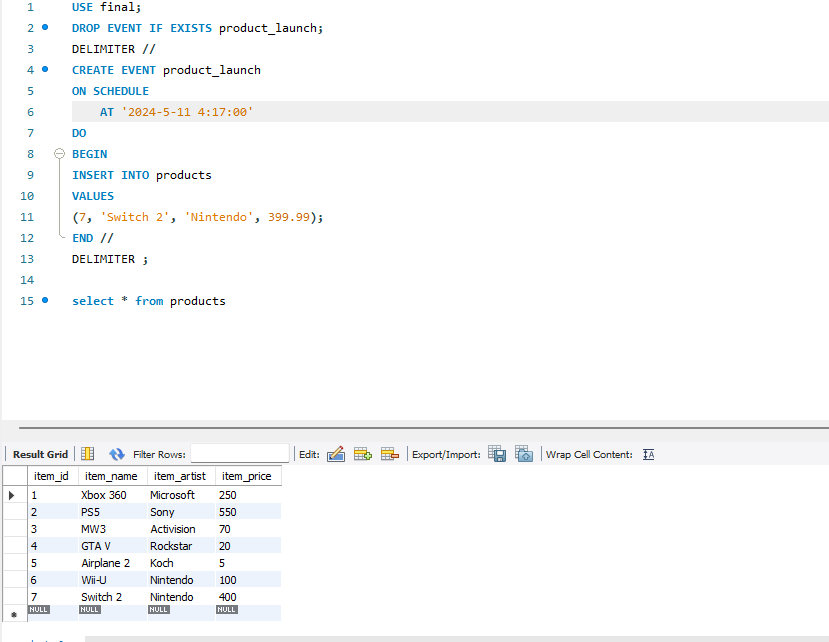 1 USE final;
2 DROP EVENT IF EXISTS product_launch;
3 DELIMITER //
4 CREATE EVENT product_launch
5 ON SCHEDULE
6 AT '2024-5-11 4:17:00'
7 DO
8 BEGIN
9 INSERT INTO products
10 VALUES
11 (7, 'Switch 2', 'Nintendo', 399.99);
12 END //
13 DELIMITER ;
14
15 select * from products
Result Grid Filter Rows: Edit: Export/Import: Wrap Cell Content: IA
item_id item_name item_artist item_price
1 Xbox 360 Microsoft 250
2 PS5 Sony 550
3 MW3 Activision 70
4 GTA V Rockstar 20
5 Airplane 2 Koch 5
6 Wii-U Nintendo 100
7 Switch 2 Nintendo 400
NULL NULL NULL NULL